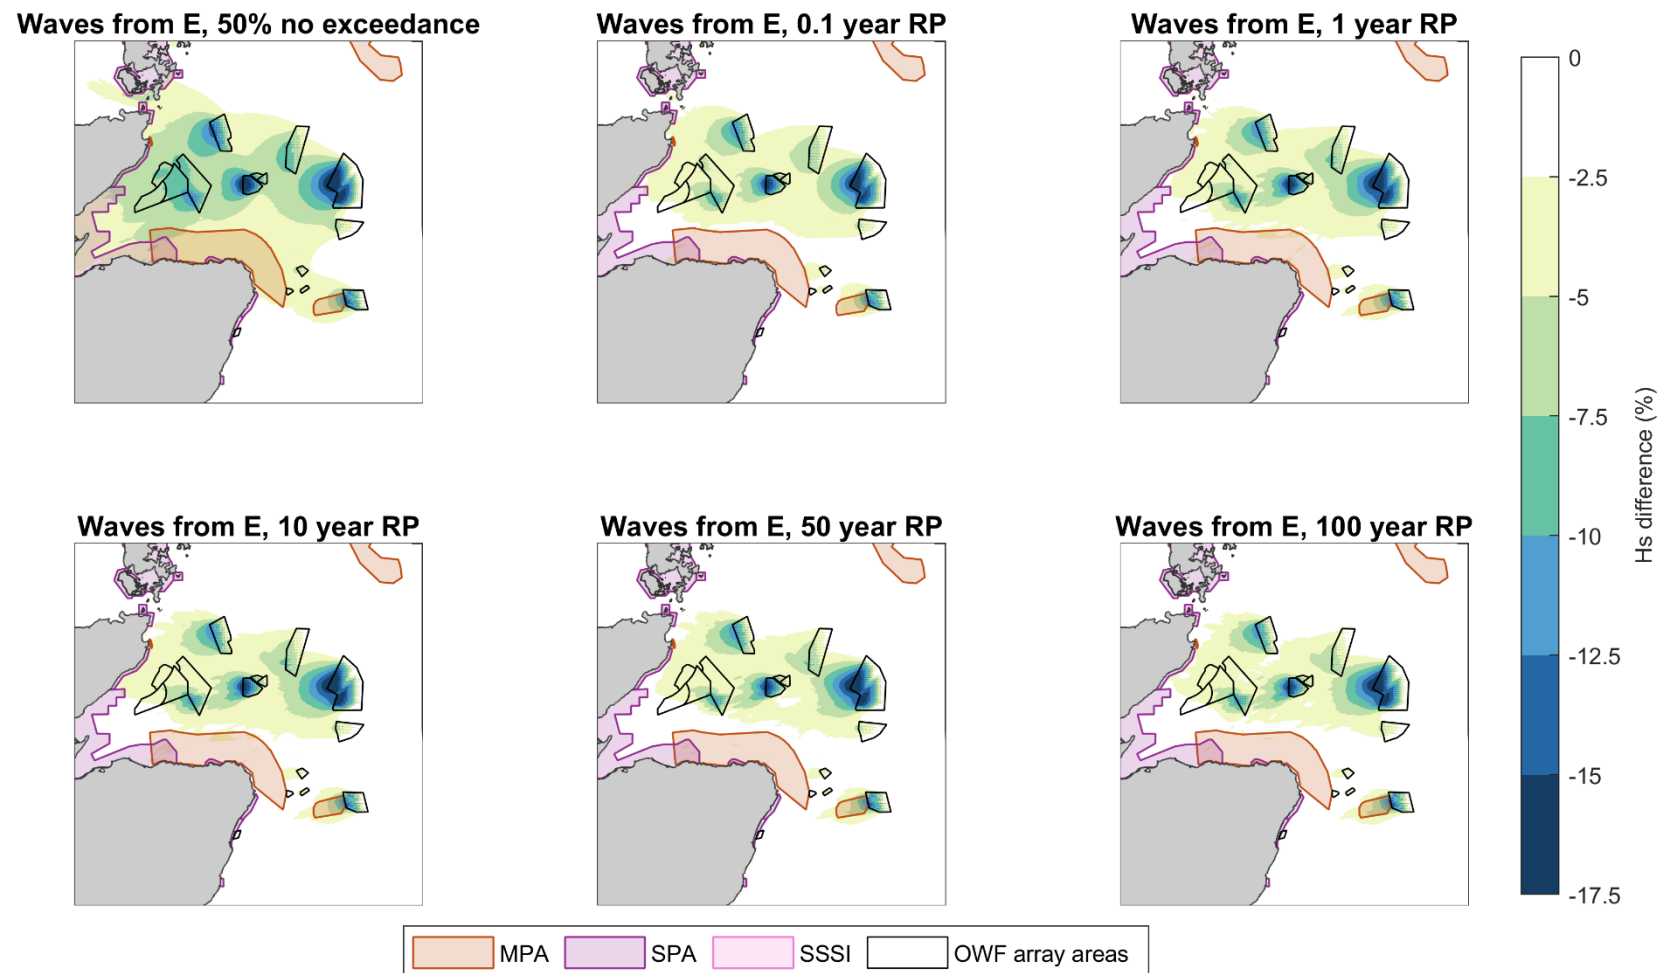 Waves from E, 50% no exceedance
Waves from E, 0.1 year RP
Waves from E, 1 year RP
0
-2.5
-5
-7.5
-10
-12.5
-15
-17.5
Hs difference (%)
Waves from E, 10 year RP
Waves from E, 50 year RP
Waves from E, 100 year RP
MPA
SPA
SSSI
OWF array areas